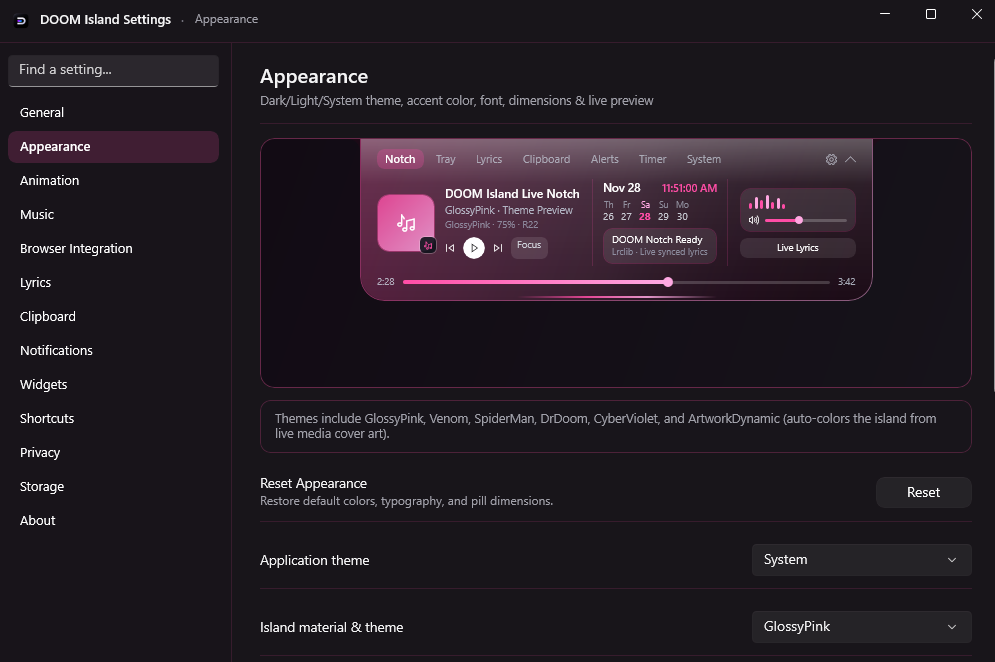 DOOM Island Settings · Appearance
Find a setting...
General
Appearance
Animation
Music
Browser Integration
Lyrics
Clipboard
Notifications
Widgets
Shortcuts
Privacy
Storage
About
Appearance
Dark/Light/System theme, accent color, font, dimensions & live preview
Notch Tray Lyrics Clipboard Alerts Timer System
DOOM Island Live Notch
GlossyPink · Theme Preview
GlossyPink · 75% · R22
Focus
Nov 28 11:51:00 AM
Th Fr Sa Su Mo
26 27 28 29 30
DOOM Notch Ready
Lrclib · Live synced lyrics
Live Lyrics
2:28 3:42
Themes include GlossyPink, Venom, SpiderMan, DrDoom, CyberViolet, and ArtworkDynamic (auto-colors the island from
live media cover art).
Reset Appearance
Restore default colors, typography, and pill dimensions.
Reset
Application theme
System
Island material & theme
GlossyPink